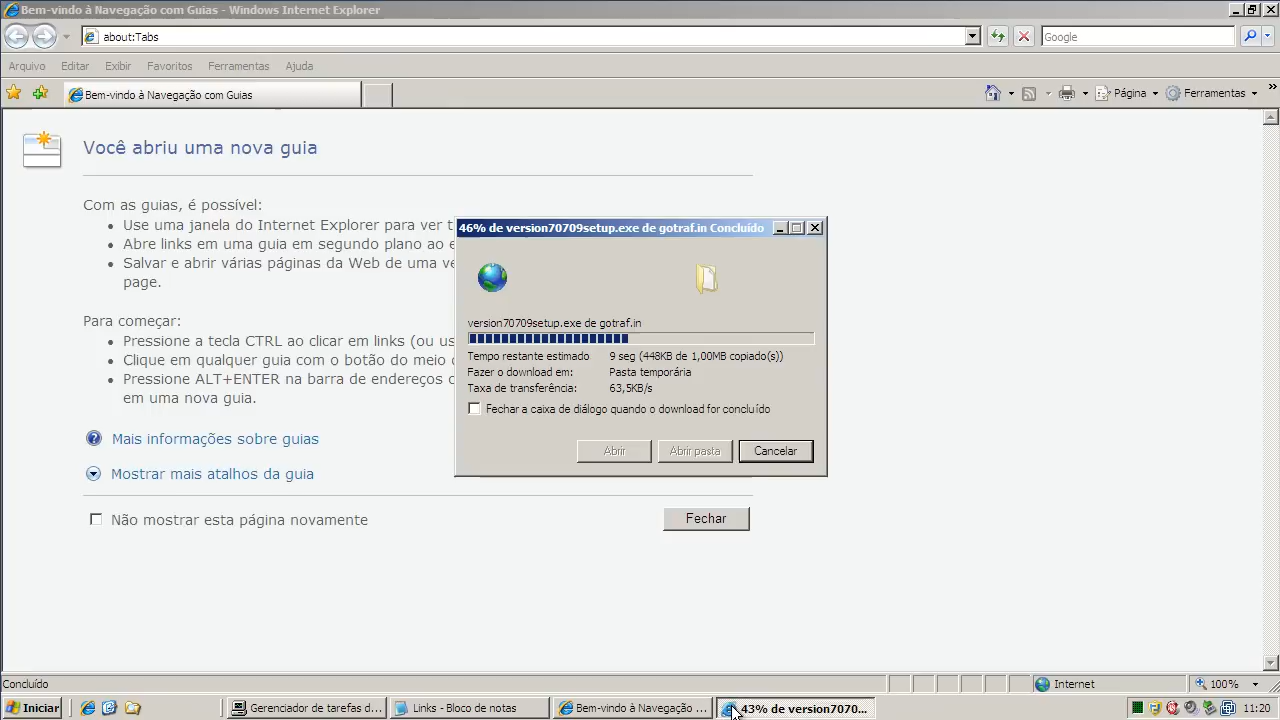 Bem-vindo à Navegação com Guias - Windows Internet Explorer
about:Tabs
Google
Arquivo Editar Exibir Favoritos Ferramentas Ajuda
Bem-vindo à Navegação com Guias
Página
Ferramentas
Você abriu uma nova guia
Com as guias, é possível:
Use uma janela do Internet Explorer para ver t
Abre links em uma guia em segundo plano ao e
Salvar e abrir várias páginas da Web de uma ve
page.
Para começar:
Pressione a tecla CTRL ao clicar em links (ou us
Clique em qualquer guia com o botão do meio d
Pressione ALT+ENTER na barra de endereços o
em uma nova guia.
Mais informações sobre guias
Mostrar mais atalhos da guia
Não mostrar esta página novamente
Fechar
46% de version70709setup.exe de gotraf.in Concluído
version70709setup.exe de gotraf.in
Tempo restante estimado 9 seg (448KB de 1,00MB copiado(s))
Fazer o download em: Pasta temporária
Taxa de transferência: 63,5KB/s
Fechar a caixa de diálogo quando o download for concluído
Abrir Abrir pasta Cancelar
Concluído
Internet
100%
Iniciar
Gerenciador de tarefas d...
Links - Bloco de notas
Bem-vindo à Navegação ...
43% de version7070...
11:20